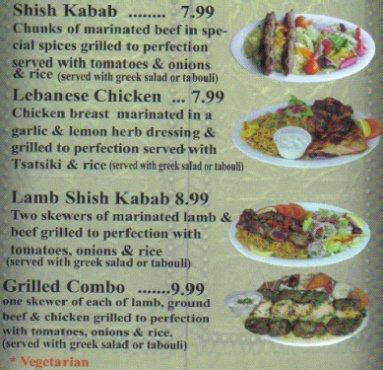 Shish Kabab ........ 7.99
Chunks of marinated beef in spe-
cial spices grilled to perfection
served with tomatoes & onions
& rice (served with greek salad or tabouli)
Lebanese Chicken ... 7.99
Chicken breast marinated in a
garlic & lemon herb dressing &
grilled to perfection served with
Tsatsiki & rice (served with greek salad or tabouli)
Lamb Shish Kabab 8.99
Two skewers of marinated lamb &
beef grilled to perfection with
tomatoes, onions & rice
(served with greek salad or tabouli)
Grilled Combo .......9.99
one skewer of each of lamb, ground
beef & chicken grilled to perfection
with tomatoes, onions & rice.
(served with greek salad or tabouli)
* Vegetarian